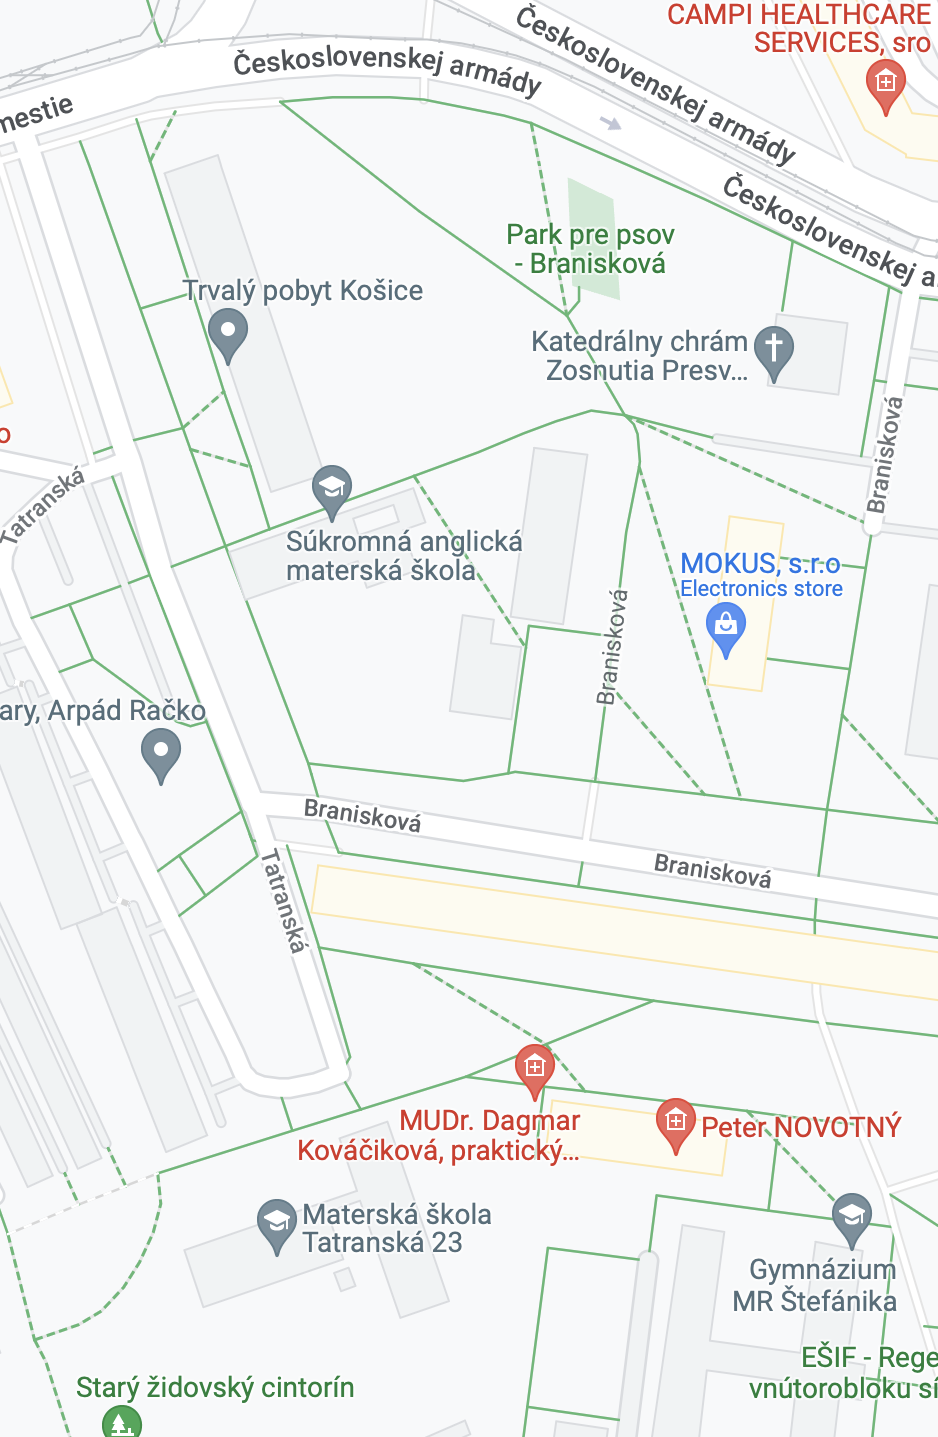 CAMPI HEALTHCARE
SERVICES, sro
Československej armády
Československej armády
mestie
Československej a
Park pre psov
- Branisková
Trvalý pobyt Košice
Katedrálny chrám
Zosnutia Presv...
Branisková
o
Tatranská
Súkromná anglická
materská škola
MOKUS, s.r.o
Electronics store
Branisková
ary, Arpád Račko
Branisková
Branisková
Tatranská
MUDr. Dagmar
Kováčiková, praktický...
Peter NOVOTNÝ
Materská škola
Tatranská 23
Gymnázium
MR Štefánika
EŠIF - Rege
vnútorobloku sí
Starý židovský cintorín